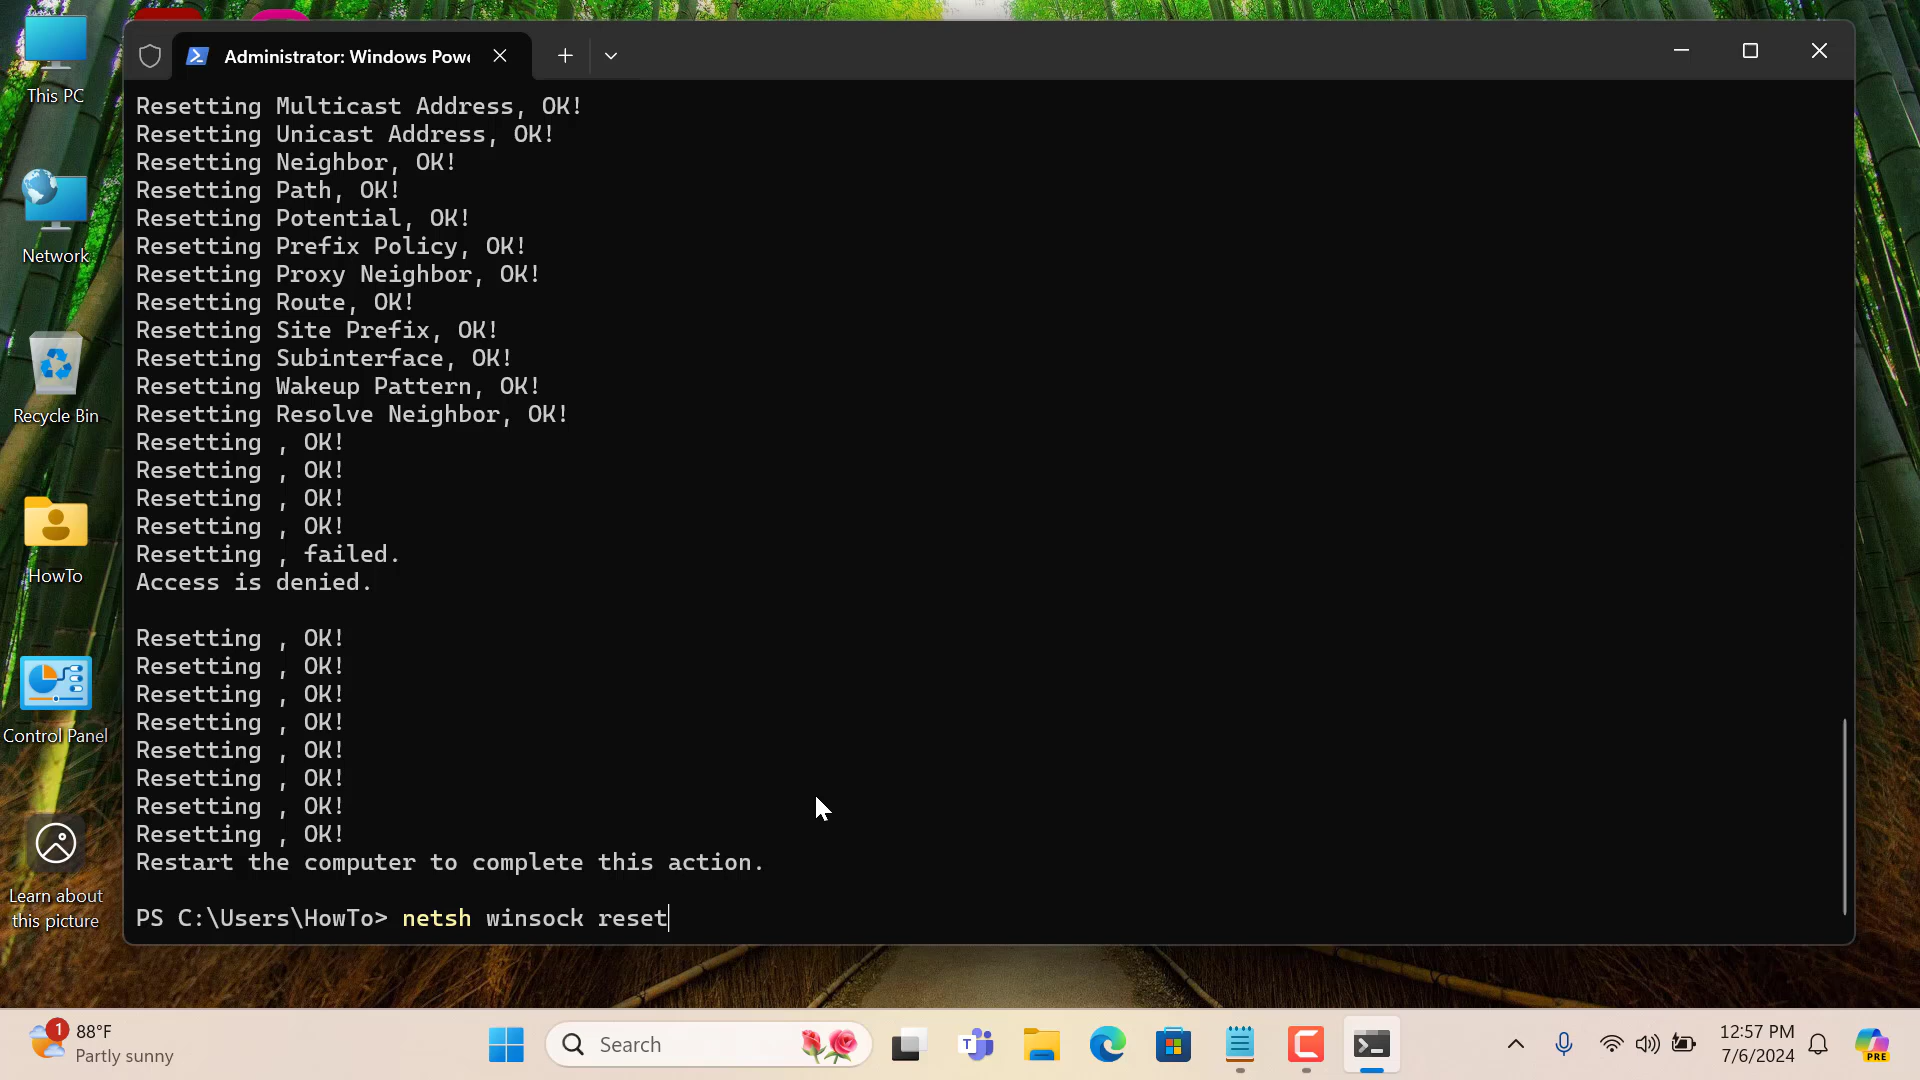 Administrator: Windows Powe
Resetting Multicast Address, OK!
Resetting Unicast Address, OK!
Resetting Neighbor, OK!
Resetting Path, OK!
Resetting Potential, OK!
Resetting Prefix Policy, OK!
Resetting Proxy Neighbor, OK!
Resetting Route, OK!
Resetting Site Prefix, OK!
Resetting Subinterface, OK!
Resetting Wakeup Pattern, OK!
Resetting Resolve Neighbor, OK!
Resetting , OK!
Resetting , OK!
Resetting , OK!
Resetting , OK!
Resetting , failed.
Access is denied.
Resetting , OK!
Resetting , OK!
Resetting , OK!
Resetting , OK!
Resetting , OK!
Resetting , OK!
Resetting , OK!
Resetting , OK!
Restart the computer to complete this action.
PS C:\Users\HowTo> netsh winsock reset
This PC
Network
Recycle Bin
HowTo
Control Panel
Learn about
this picture
1
88°F
Partly sunny
Search
T
12:57 PM
7/6/2024
PRE